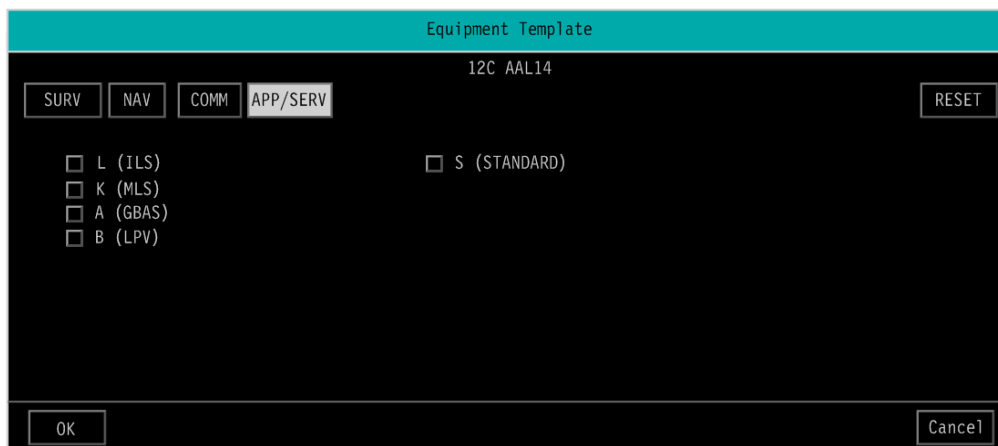 Equipment Template
12C AAL14
SURV NAV COMM APP/SERV RESET
L (ILS) S (STANDARD)
K (MLS)
A (GBAS)
B (LPV)
OK Cancel